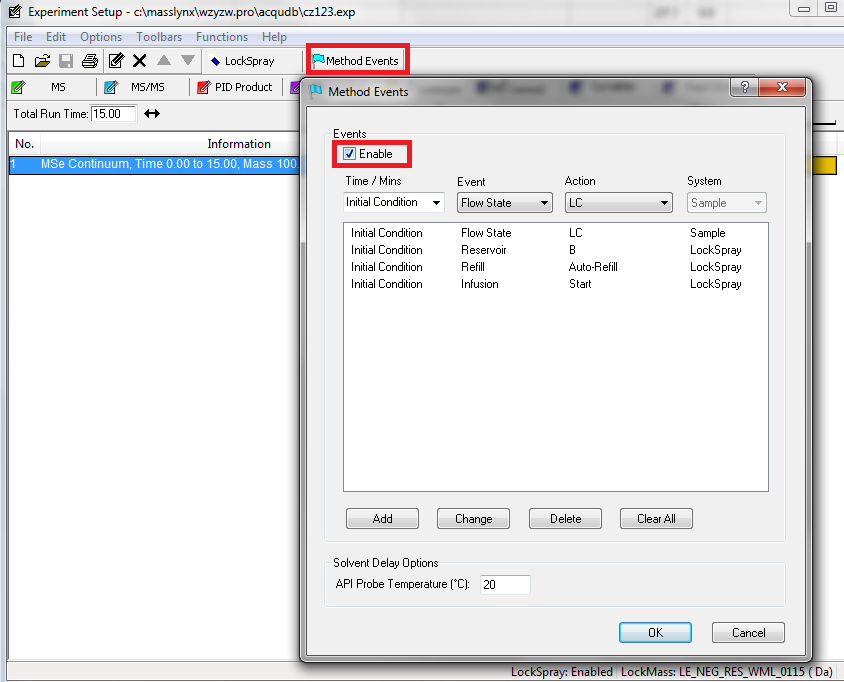 Experiment Setup - c:\masslynx\wzyzw.pro\acqudb\cz123.exp
File Edit Options Toolbars Functions Help
LockSpray Method Events
MS MS/MS PID Product
Method Events
?
Total Run Time: 15.00
No. Information
1 MSe Continuum, Time 0.00 to 15.00, Mass 100.
Events
Enable
Time / Mins Event Action System
Initial Condition Flow State LC Sample
Initial Condition Flow State LC Sample
Initial Condition Reservoir B LockSpray
Initial Condition Refill Auto-Refill LockSpray
Initial Condition Infusion Start LockSpray
Add Change Delete Clear All
Solvent Delay Options
API Probe Temperature (°C): 20
OK Cancel
LockSpray: Enabled LockMass: LE_NEG_RES_WML_0115 ( Da)